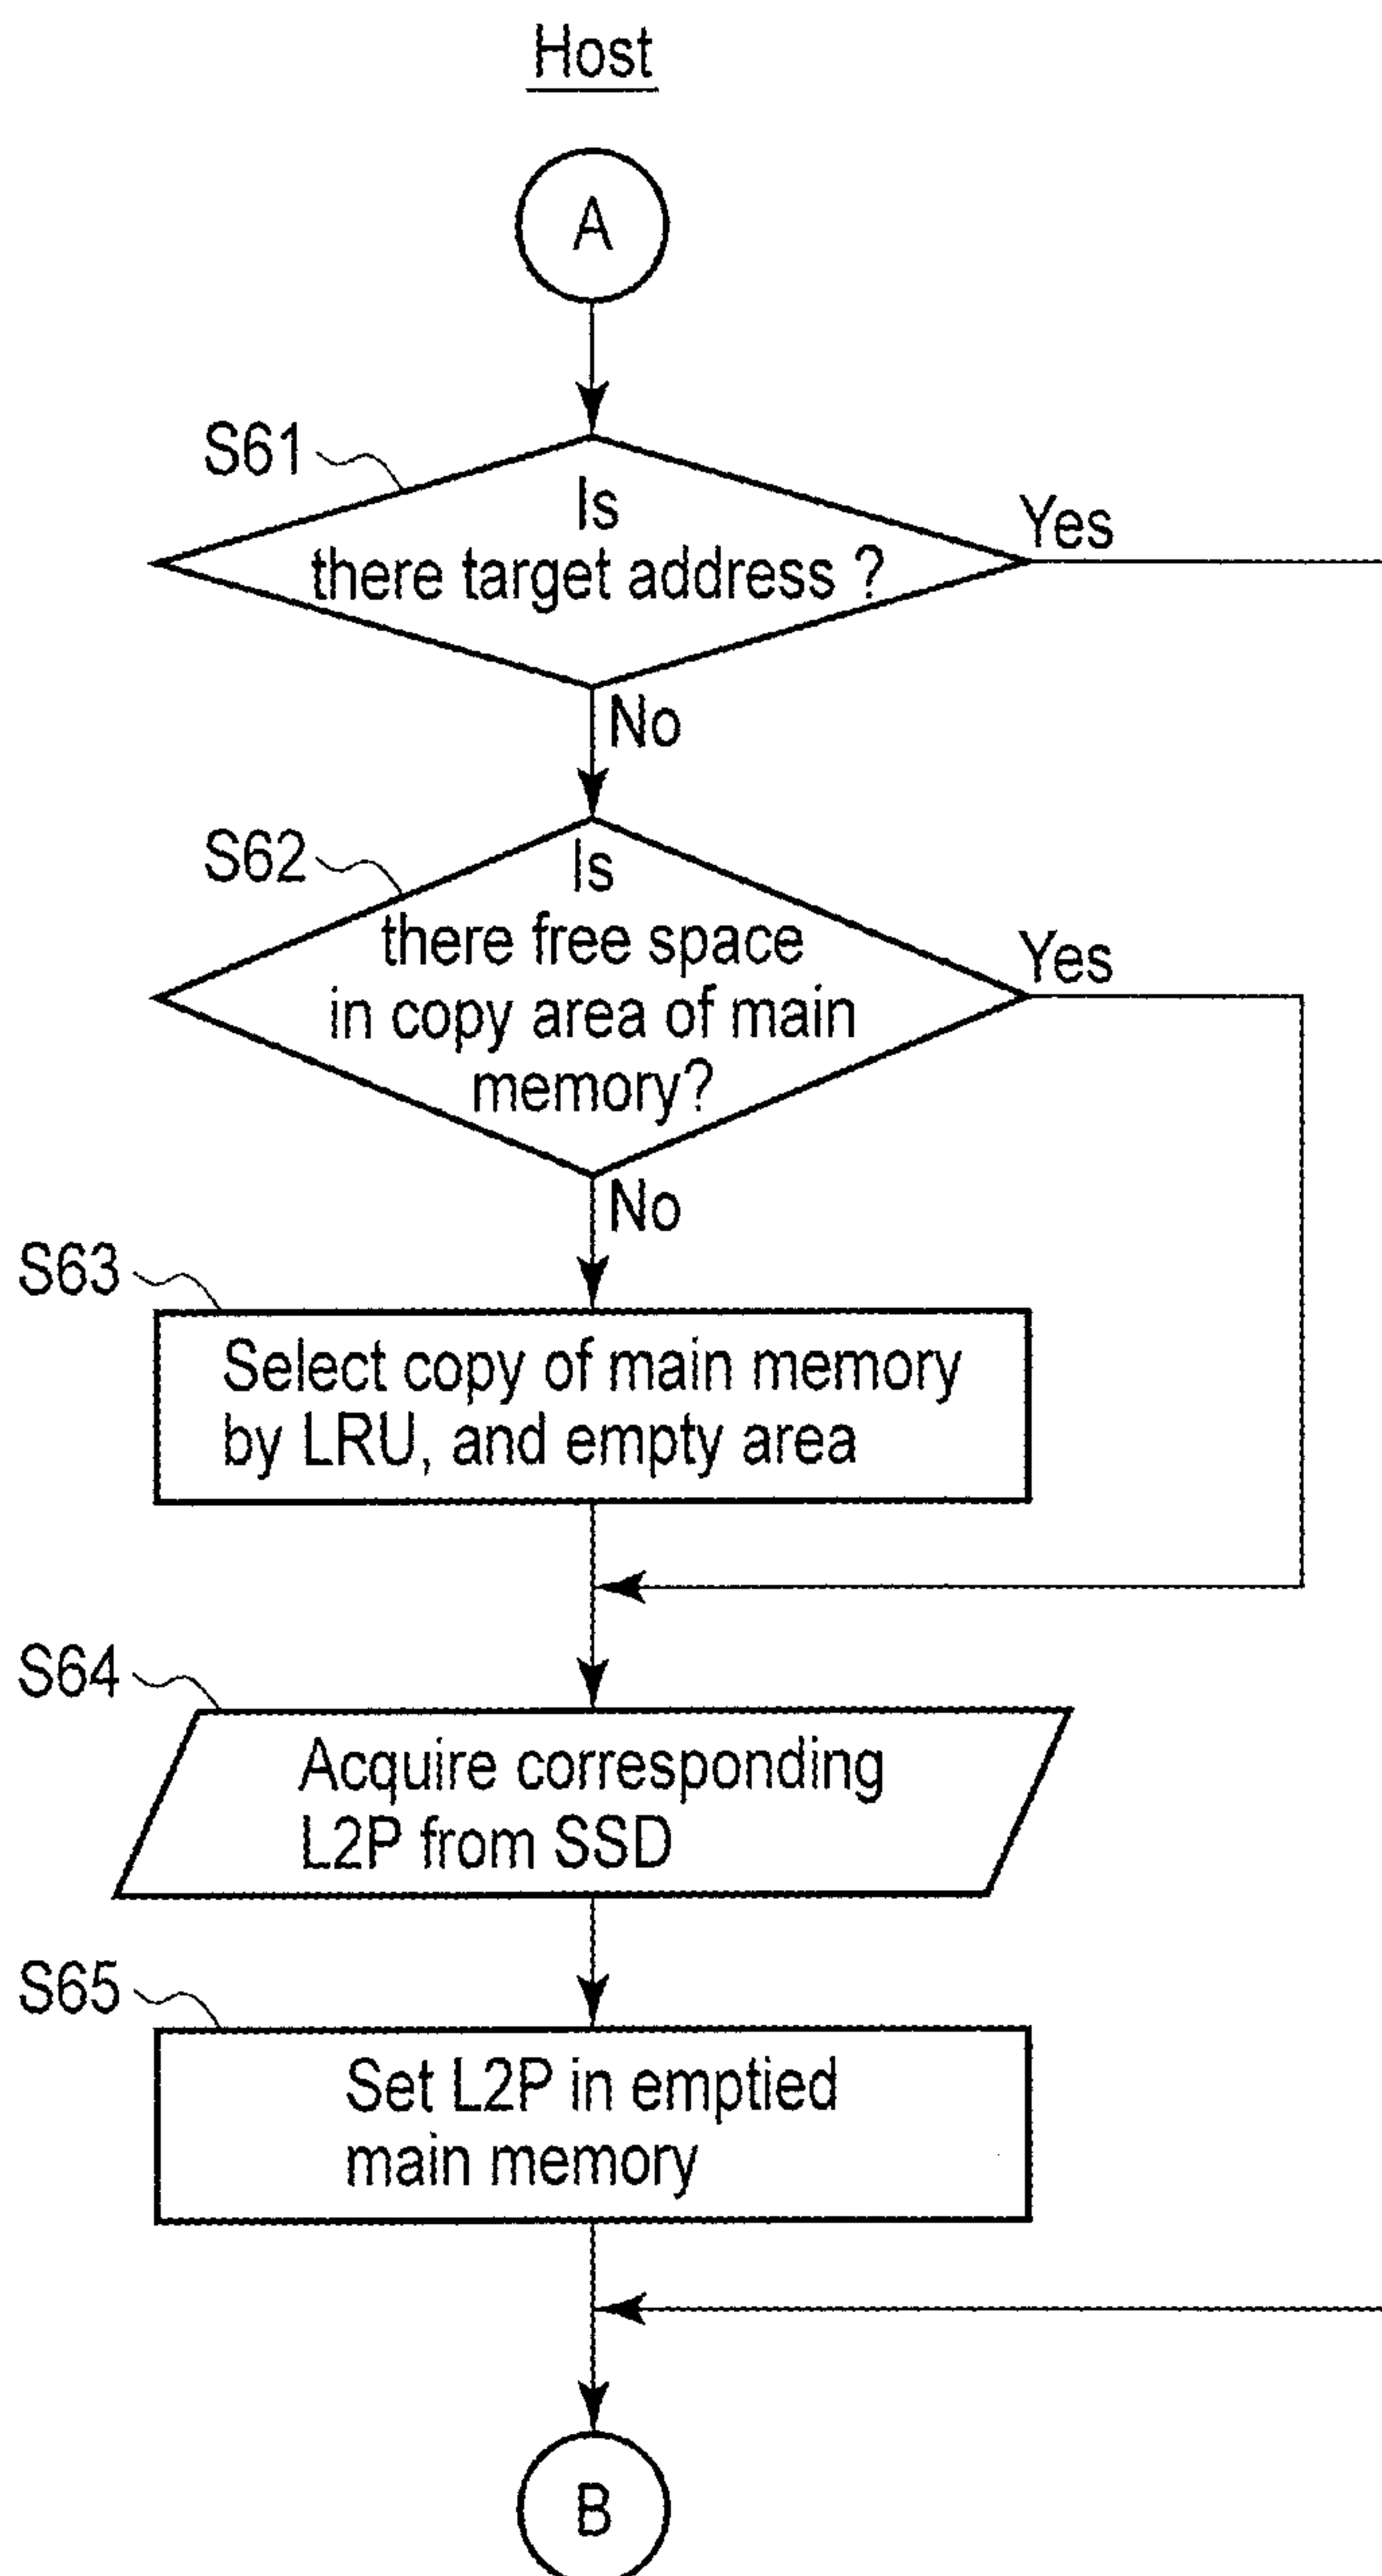 Host
A
S61
Is
there target address ?
Yes
No
S62
Is
there free space
in copy area of main
memory?
Yes
No
S63
Select copy of main memory
by LRU, and empty area
S64
Acquire corresponding
L2P from SSD
S65
Set L2P in emptied
main memory
B